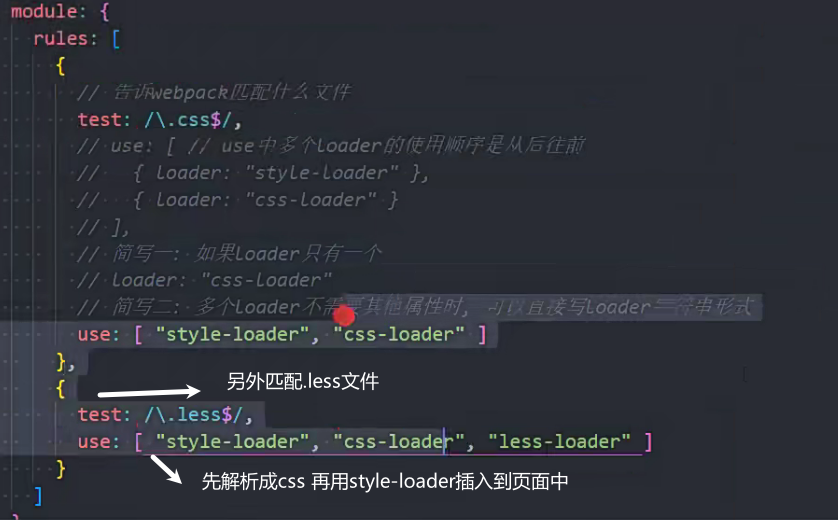 module: {
rules: [
{
// 告诉webpack匹配什么文件
test: /\.css$/,
// use: [ // use中多个loader的使用顺序是从后往前
//   { loader: "style-loader" },
//   { loader: "css-loader" }
// ],
// 简写一: 如果loader只有一个
// loader: "css-loader"
// 简写二: 多个loader不需要其他属性时, 可以直接写loader字符串形式
use: [ "style-loader", "css-loader" ]
},
{
另外匹配.less文件
test: /\.less$/,
use: [ "style-loader", "css-loader", "less-loader" ]
}
先解析成css 再用style-loader插入到页面中
]
}